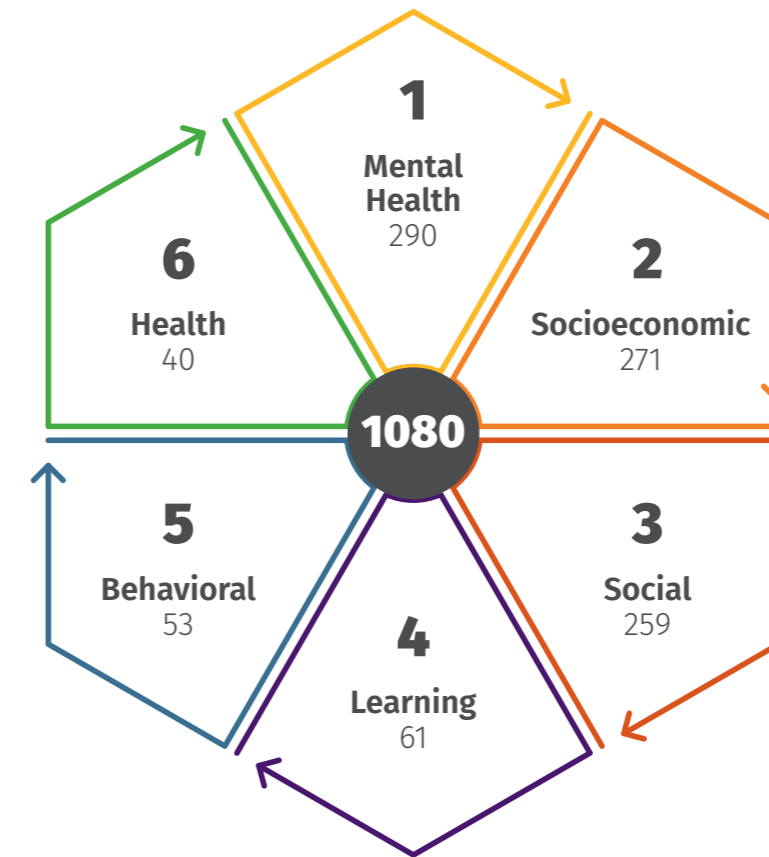 1
Mental
Health
290
2
Socioeconomic
271
3
Social
259
4
Learning
61
5
Behavioral
53
6
Health
40
1080